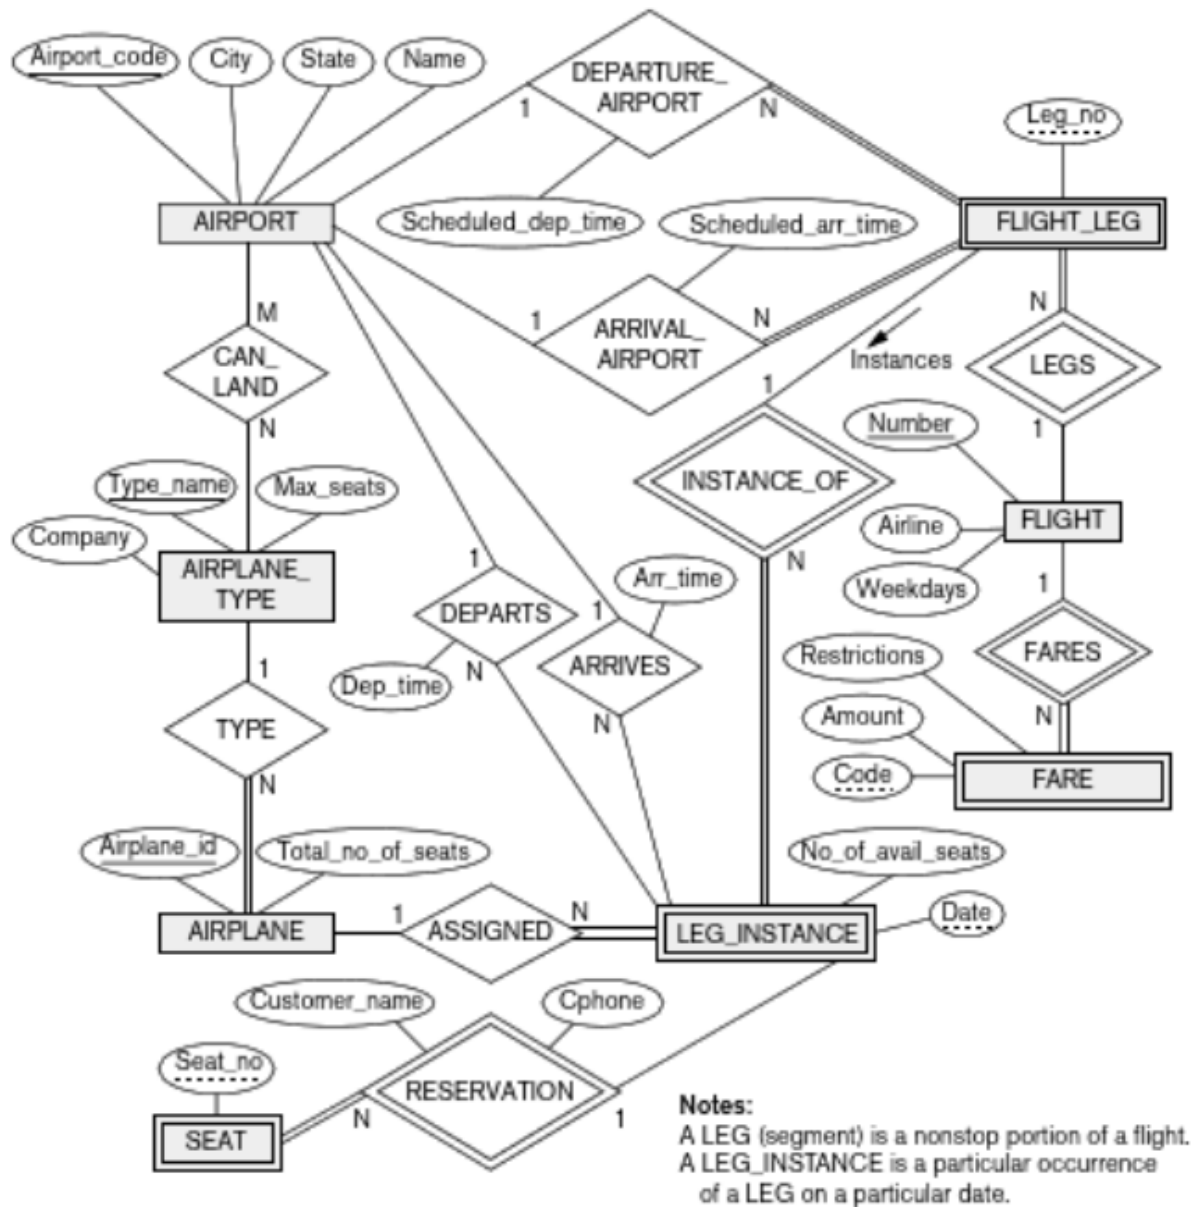 Airport_code
City
State
Name
DEPARTURE_
AIRPORT
1
N
Leg_no
Scheduled_dep_time
Scheduled_arr_time
AIRPORT
FLIGHT_LEG
M
1
ARRIVAL_
AIRPORT
N
N
CAN_
LAND
Instances
LEGS
1
N
Number
1
Type_name
Max_seats
INSTANCE_OF
FLIGHT
Company
Airline
AIRPLANE_
TYPE
1
Arr_time
N
Weekdays
1
DEPARTS
1
FARES
Restrictions
1
N
ARRIVES
Dep_time
TYPE
N
Amount
N
N
Code
FARE
Airplane_id
Total_no_of_seats
No_of_avail_seats
1
N
Date
AIRPLANE
ASSIGNED
LEG_INSTANCE
Customer_name
Cphone
Seat_no
RESERVATION
N
1
SEAT
Notes:
A LEG (segment) is a nonstop portion of a flight.
A LEG_INSTANCE is a particular occurrence
of a LEG on a particular date.